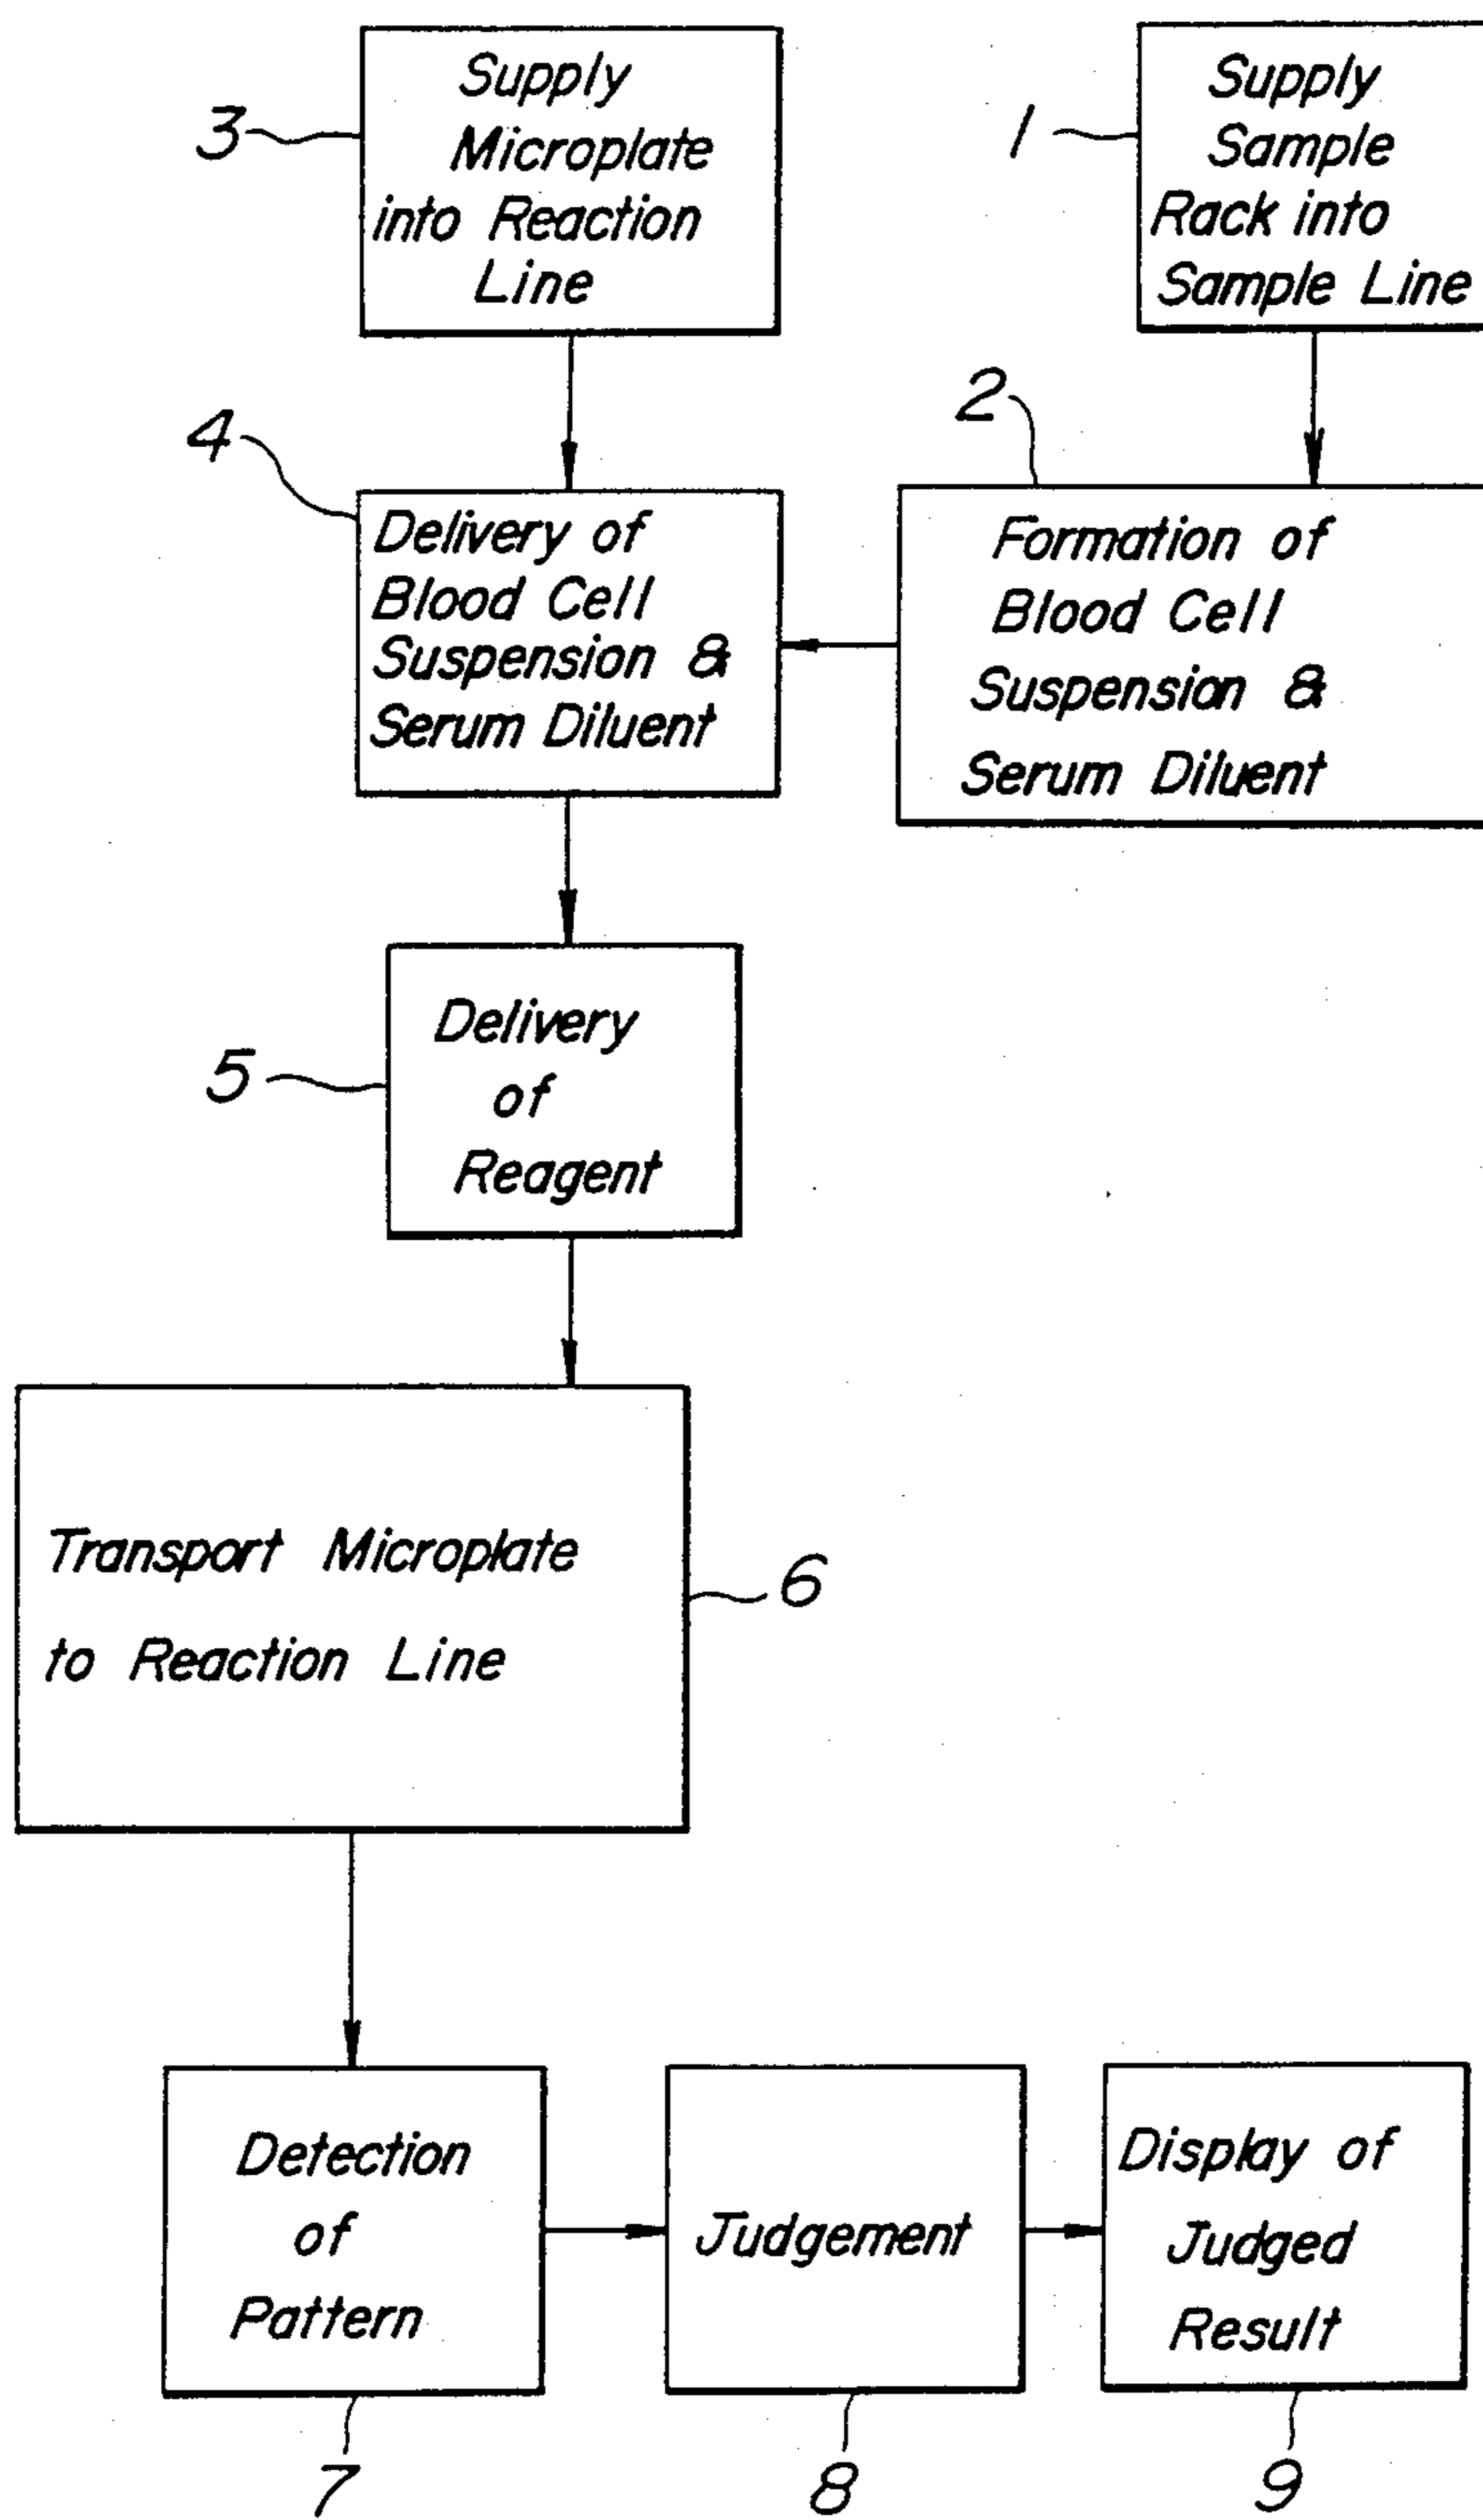 3
Supply
Microplate
into Reaction
Line
1
Supply
Sample
Rack into
Sample Line
4
Delivery of
Blood Cell
Suspension &
Serum Diluent
2
Formation of
Blood Cell
Suspension &
Serum Diluent
5
Delivery
of
Reagent
Transport Microplate
to Reaction Line
6
Detection
of
Pattern
7
Judgement
8
Display of
Judged
Result
9